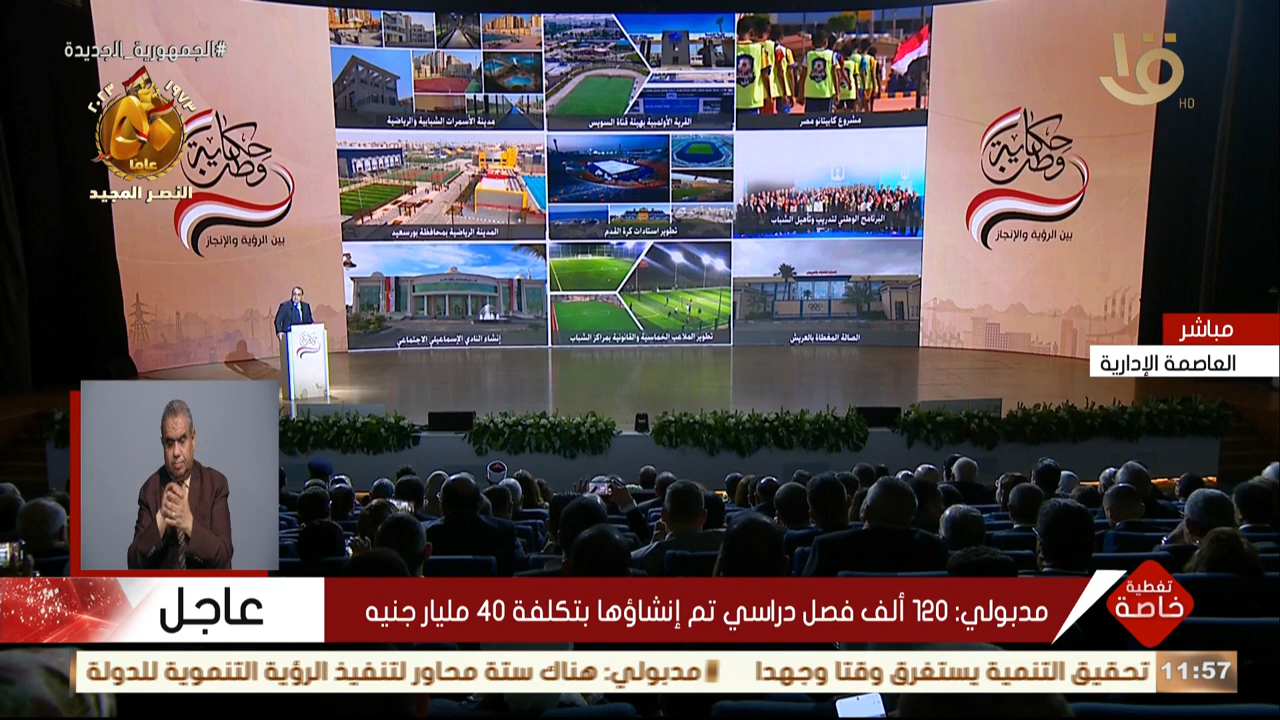 #الجمهورية_الجديدة
١٩٧٣
٢٠٢٣
٥٠
عاما
النصر المجيد
حكاية
وطن
بين الرؤية والإنجاز
مدينة الأسمرات الشبابية والرياضية
القرية الأولمبية بهيئة قناة السويس
مشروع كابيتانو مصر
المدينة الرياضية بمحافظة بورسعيد
تطوير استادات كرة القدم
البرنامج الوطني لتدريب وتأهيل الشباب
إنشاء النادي الإسماعيلي الاجتماعي
تطوير الملاعب الخماسية والقانونية بمراكز الشباب
الصالة المغطاة بالعريش
حكاية
وطن
بين الرؤية والإنجاز
HD
مباشر
العاصمة الإدارية
تغطية
خاصة
مدبولي: 120 ألف فصل دراسي تم إنشاؤها بتكلفة 40 مليار جنيه
عاجل
11:57
تحقيق التنمية يستغرق وقتا وجهدا
مدبولي: هناك ستة محاور لتنفيذ الرؤية التنموية للدولة